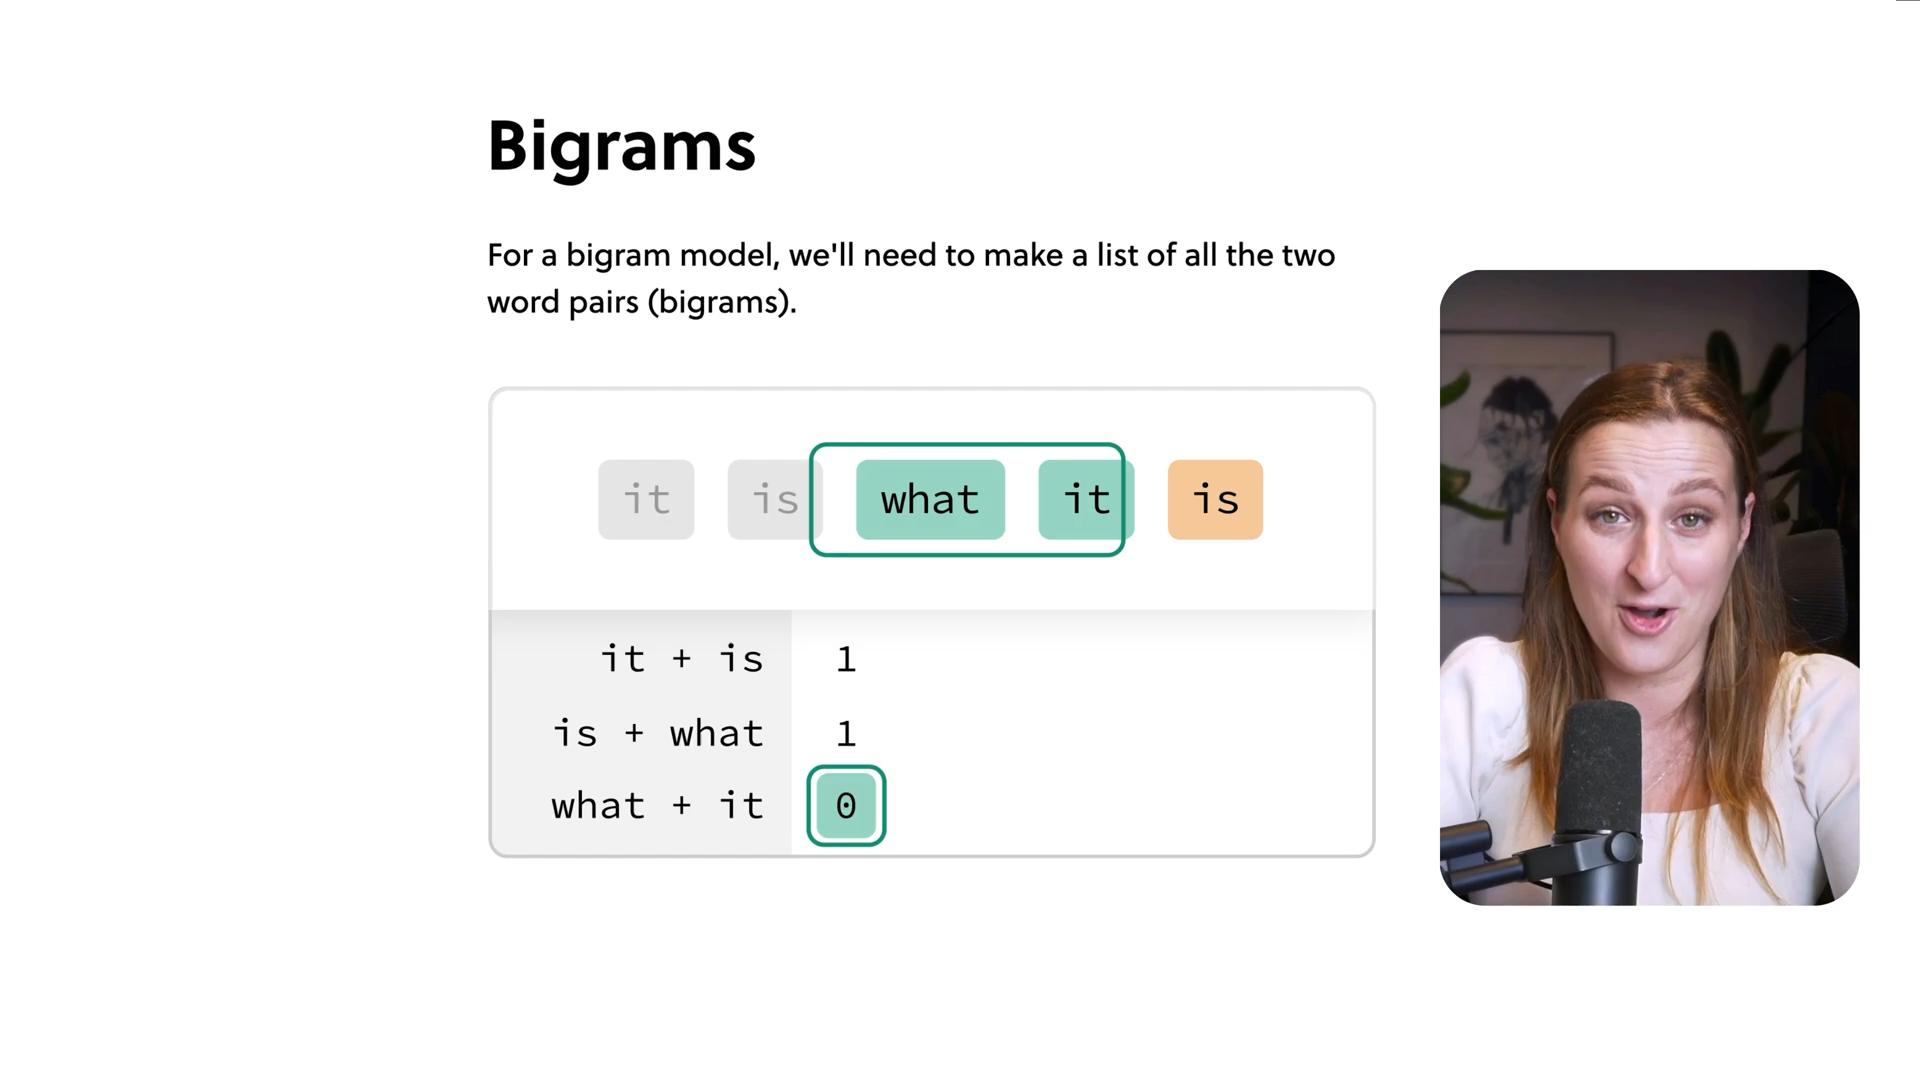 Bigrams
For a bigram model, we'll need to make a list of all the two
word pairs (bigrams).
it is what it is
it + is 1
is + what 1
what + it 0